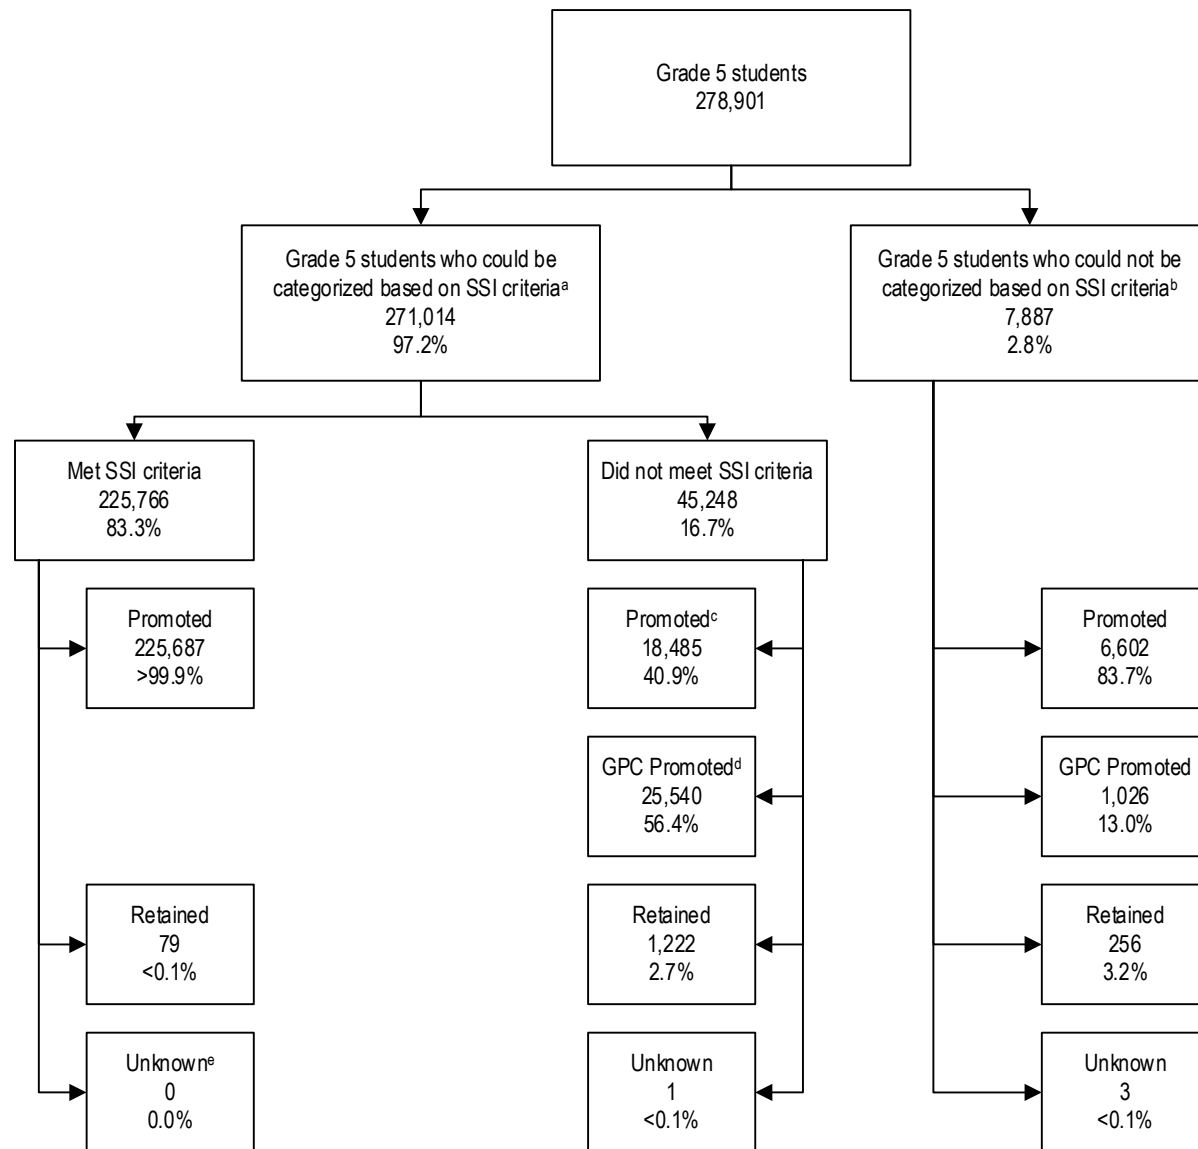 Grade 5 students
278,901
Grade 5 students who could be
categorized based on SSI criteriaᵃ
271,014
97.2%
Grade 5 students who could not be
categorized based on SSI criteriaᵇ
7,887
2.8%
Met SSI criteria
225,766
83.3%
Did not meet SSI criteria
45,248
16.7%
Promoted
225,687
>99.9%
Promotedᶜ
18,485
40.9%
Promoted
6,602
83.7%
GPC Promotedᵈ
25,540
56.4%
GPC Promoted
1,026
13.0%
Retained
79
<0.1%
Retained
1,222
2.7%
Retained
256
3.2%
Unknownᵉ
0
0.0%
Unknown
1
<0.1%
Unknown
3
<0.1%